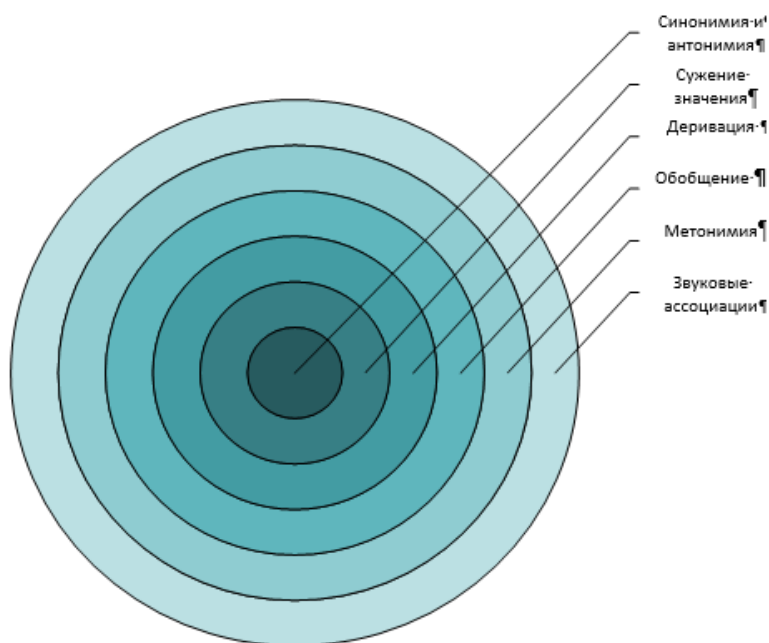 Синонимия·и
антонимия¶
Сужение·
значения¶
Деривация·¶
Обобщение·¶
Метонимия¶
Звуковые·
ассоциации¶